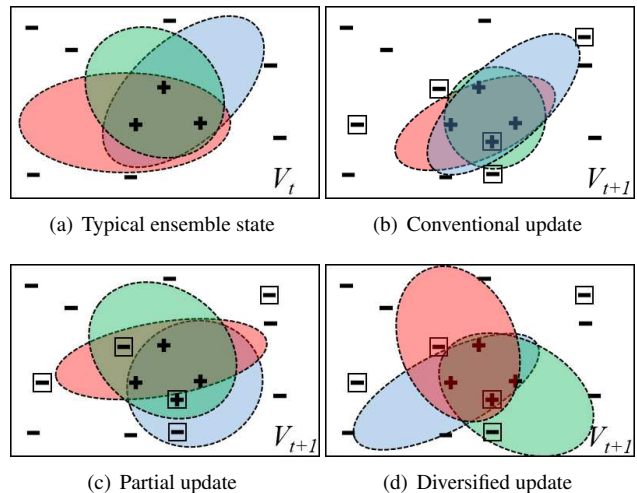 V_t
(a) Typical ensemble state
V_{t+1}
(b) Conventional update
V_{t+1}
(c) Partial update
V_{t+1}
(d) Diversified update